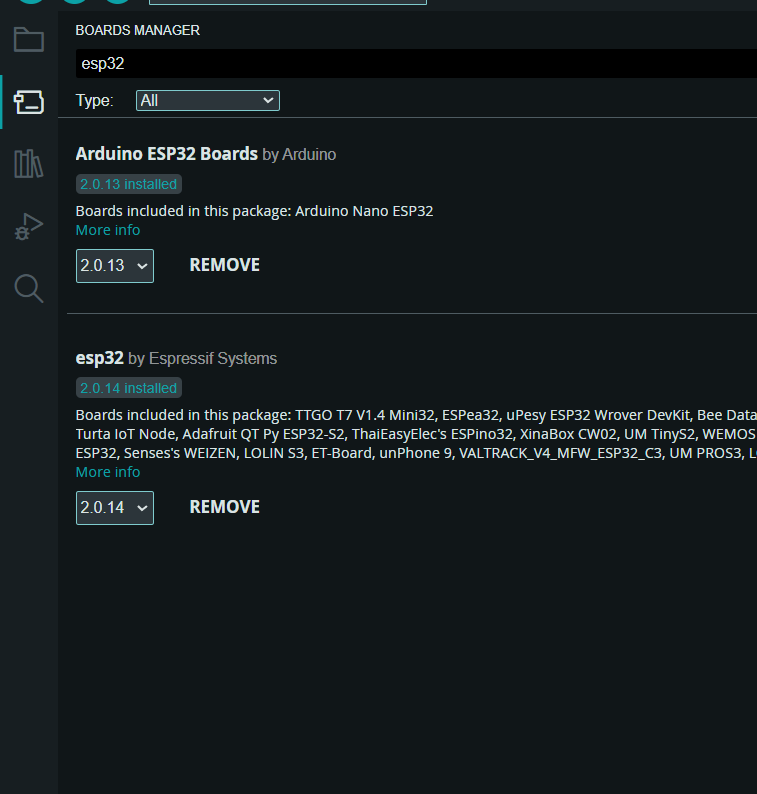 BOARDS MANAGER
esp32
Type: All
Arduino ESP32 Boards by Arduino
2.0.13 installed
Boards included in this package: Arduino Nano ESP32
More info
2.0.13 REMOVE
esp32 by Espressif Systems
2.0.14 installed
Boards included in this package: TTGO T7 V1.4 Mini32, ESPea32, uPesy ESP32 Wrover DevKit, Bee Data
Turta IoT Node, Adafruit QT Py ESP32-S2, ThaiEasyElec's ESPino32, XinaBox CW02, UM TinyS2, WEMOS
ESP32, Senses's WEIZEN, LOLIN S3, ET-Board, unPhone 9, VALTRACK_V4_MFW_ESP32_C3, UM PROS3,
More info
2.0.14 REMOVE